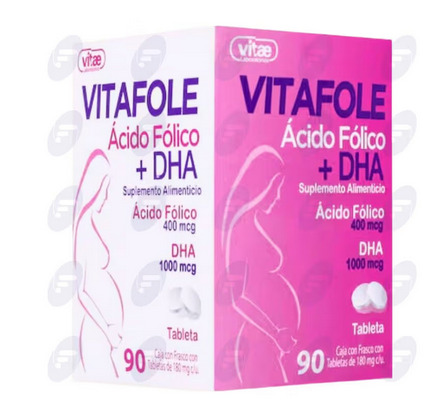 vitae
LABORATORIOS
VITAFOLE
Ácido Fólico
+ DHA
Suplemento Alimenticio
Ácido Fólico
400 mcg
DHA
1000 mcg
Tableta
90
Caja con Frasco con
Tabletas de 180 mg c/u.
vitae
LABORATORIOS
VITAFOLE
Ácido Fólico
+ DHA
Suplemento Alimenticio
Ácido Fólico
400 mcg
DHA
1000 mcg
Tableta
90
Caja con Frasco con
Tabletas de 180 mg c/u.